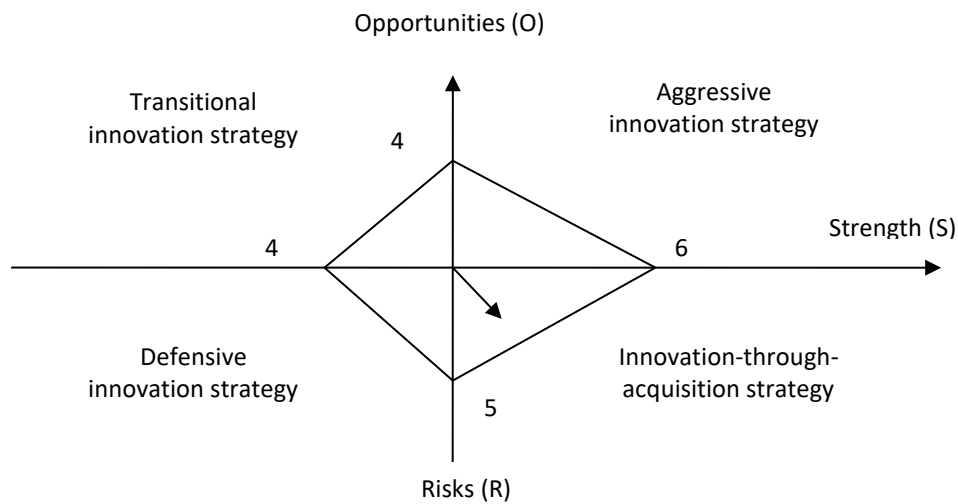 Opportunities (O)
Transitional
innovation strategy
Aggressive
innovation strategy
4
4
6
Strength (S)
Defensive
innovation strategy
Innovation-through-
acquisition strategy
5
Risks (R)